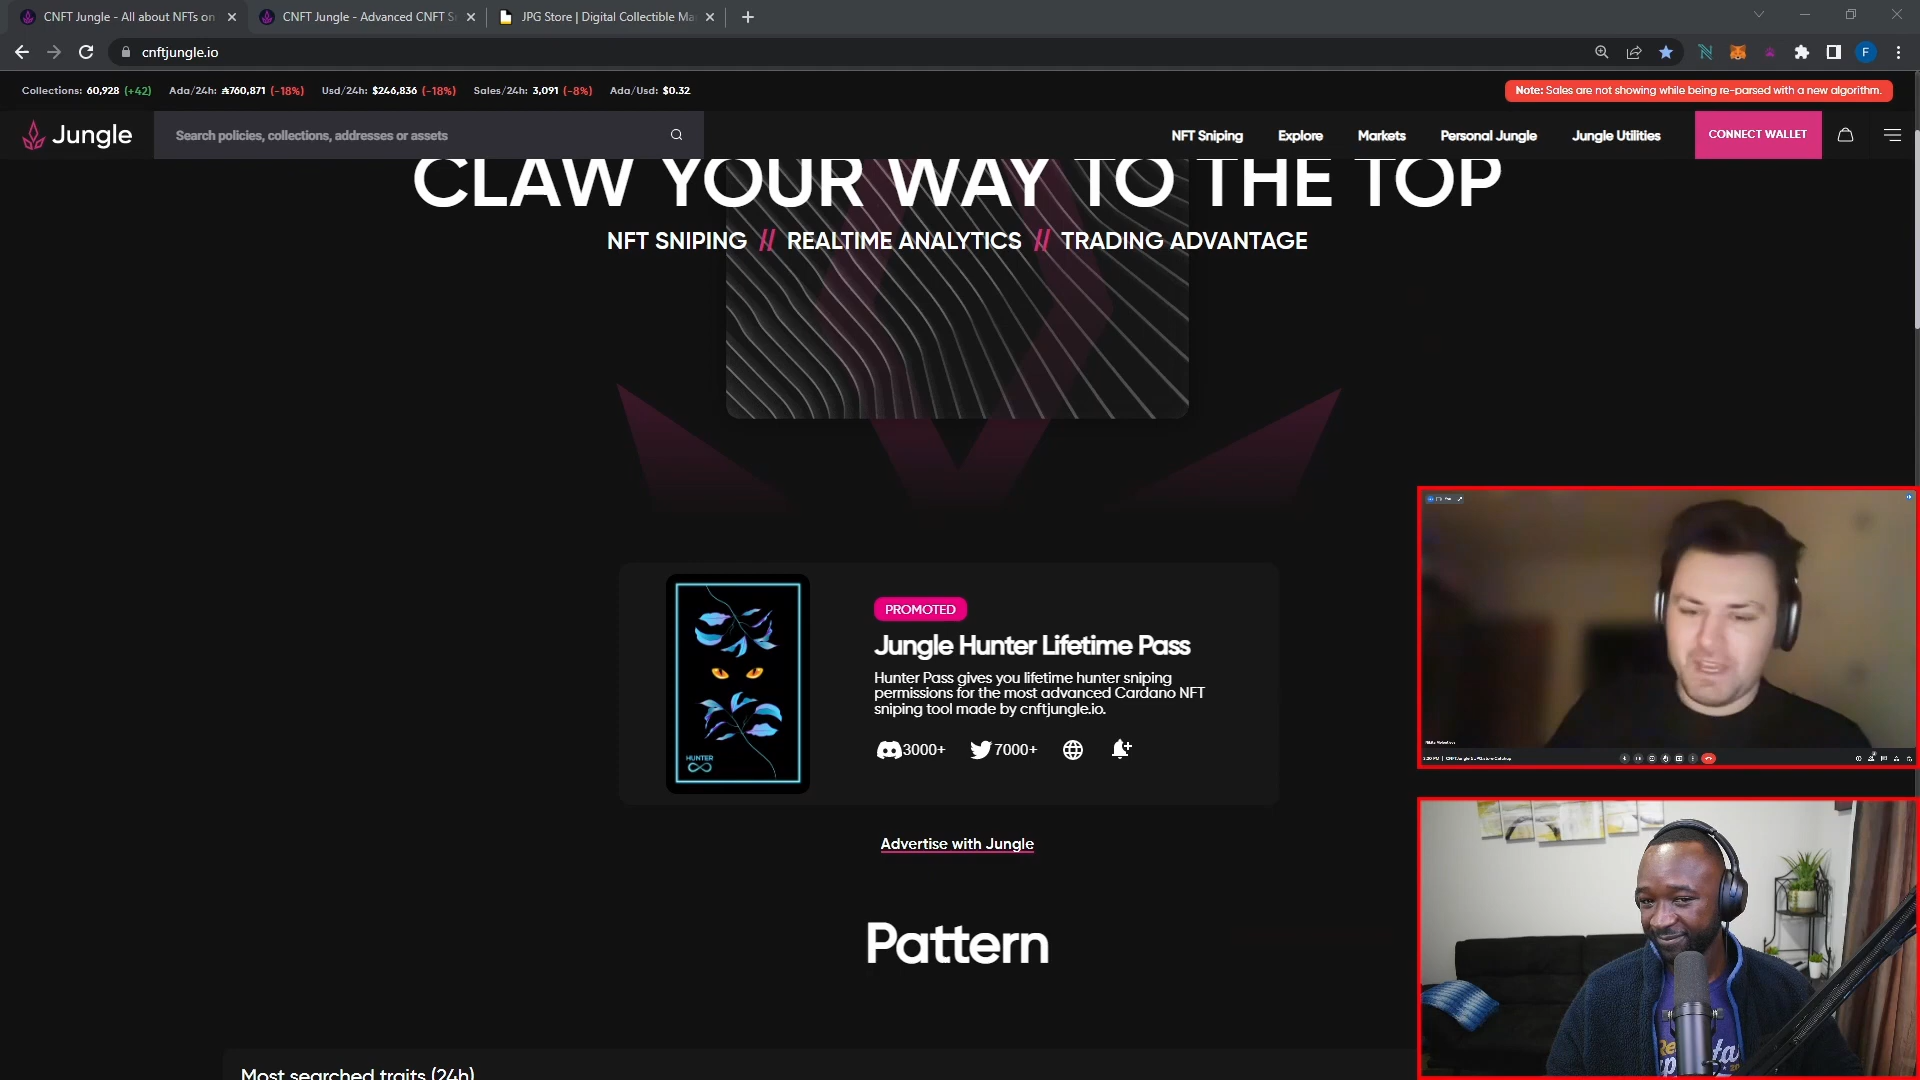 CNFT Jungle - All about NFTs on
CNFT Jungle - Advanced CNFT S
JPG Store | Digital Collectible Ma
cnftjungle.io
F
Collections: 60,928 (+42) Ada/24h: ₳760,871 (-18%) Usd/24h: $246,836 (-18%) Sales/24h: 3,091 (-8%) Ada/Usd: $0.32
Note: Sales are not showing while being re-parsed with a new algorithm.
Jungle
Search policies, collections, addresses or assets
NFT Sniping Explore Markets Personal Jungle Jungle Utilities CONNECT WALLET
CLAW YOUR WAY TO THE TOP
NFT SNIPING // REALTIME ANALYTICS // TRADING ADVANTAGE
HUNTER
PROMOTED
Jungle Hunter Lifetime Pass
Hunter Pass gives you lifetime hunter sniping
permissions for the most advanced Cardano NFT
sniping tool made by cnftjungle.io.
3000+ 7000+
Advertise with Jungle
Pattern
Most searched traits (24h)